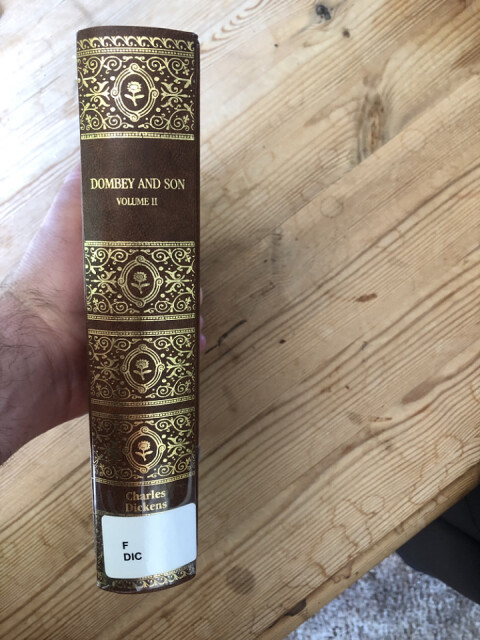 DOMBEY AND SON
VOLUME II
Charles
Dickens
F
DIC